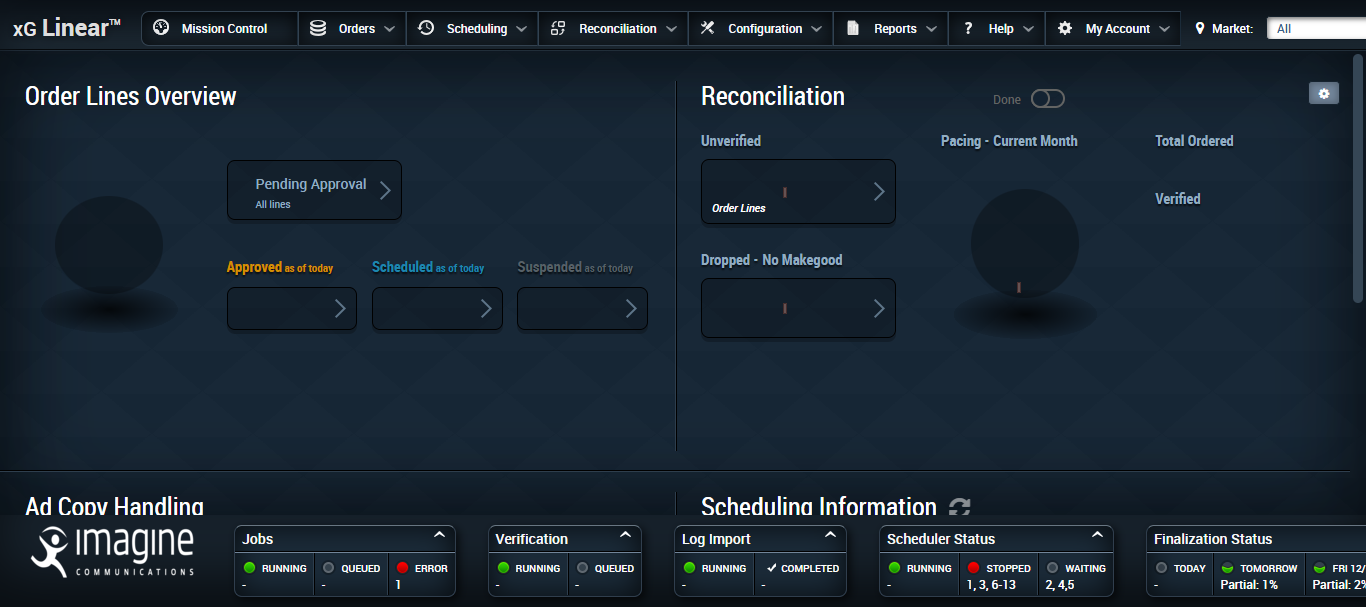 xG Linear™ Mission Control Orders Scheduling Reconciliation Configuration Reports ? Help My Account Market: All
Order Lines Overview
Reconciliation
Done
Unverified
Pacing - Current Month
Total Ordered
Pending Approval
All lines
Order Lines
Verified
Approved as of today
Scheduled as of today
Suspended as of today
Dropped - No Makegood
Ad Copy Handling
Scheduling Information
imagine
COMMUNICATIONS
Jobs
RUNNING QUEUED ERROR
- - 1
Verification
RUNNING QUEUED
- -
Log Import
RUNNING COMPLETED
- -
Scheduler Status
RUNNING STOPPED WAITING
- 1, 3, 6-13 2, 4,5
Finalization Status
TODAY TOMORROW FRI 12/
- Partial: 1% Partial: 2%